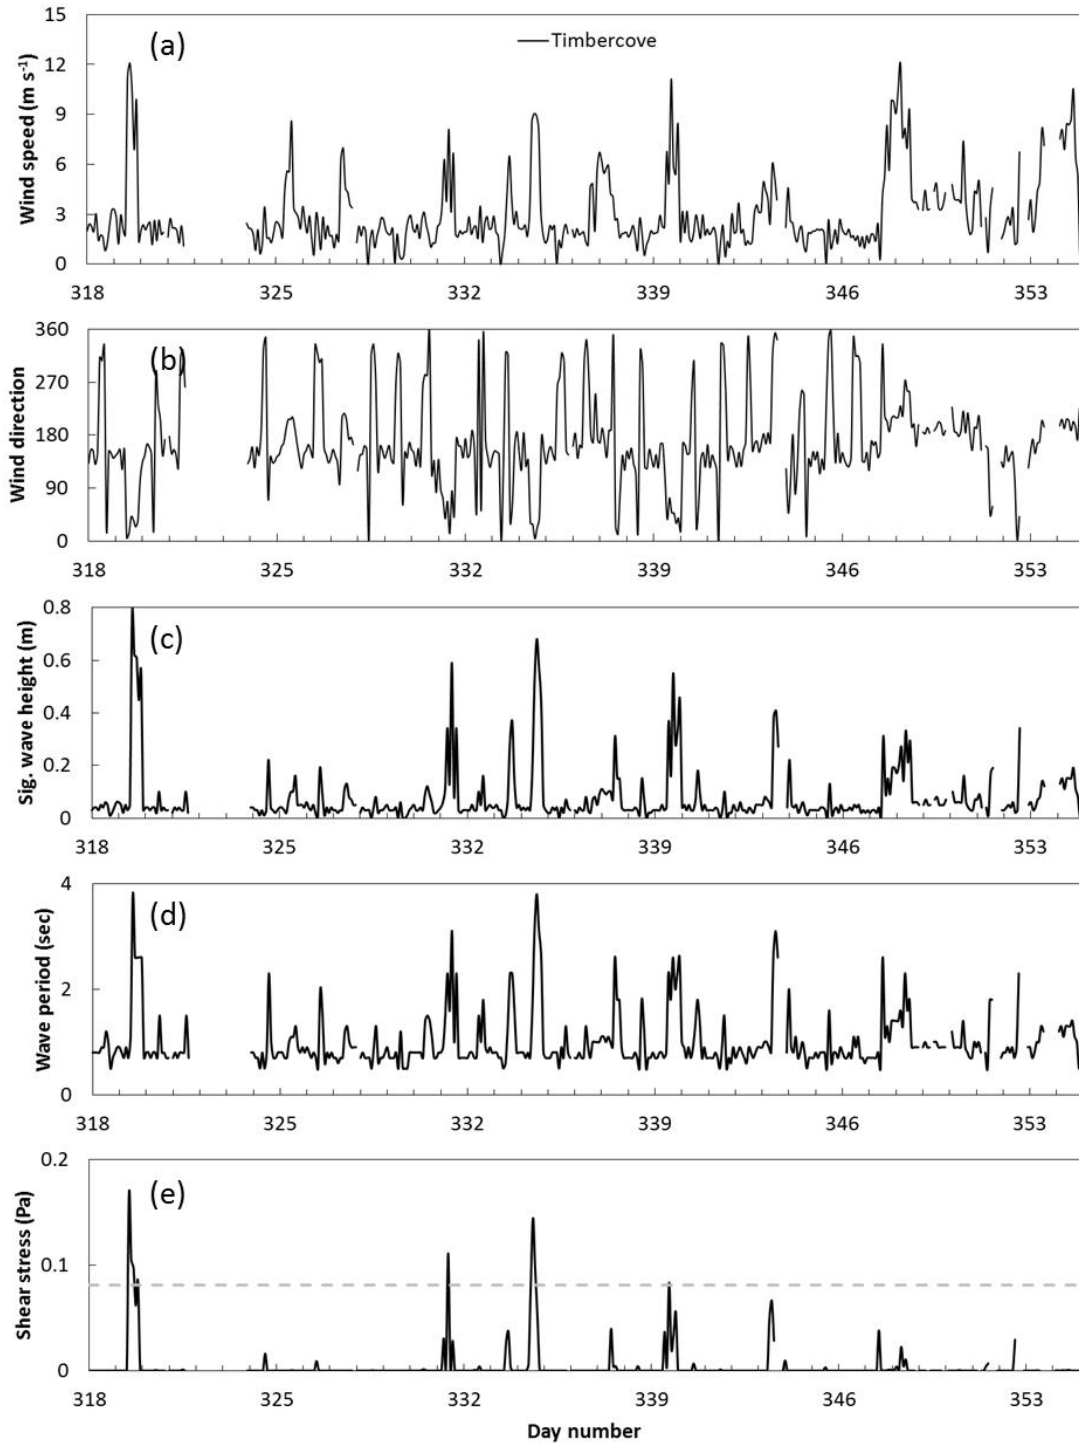 (a)
Timbercove
Wind speed (m s⁻¹)
15
12
9
6
3
0
318 325 332 339 346 353
(b)
Wind direction
360
270
180
90
0
318 325 332 339 346 353
(c)
Sig. wave height (m)
0.8
0.6
0.4
0.2
0
318 325 332 339 346 353
(d)
Wave period (sec)
4
2
0
318 325 332 339 346 353
(e)
Shear stress (Pa)
0.2
0.1
0
318 325 332 339 346 353
Day number